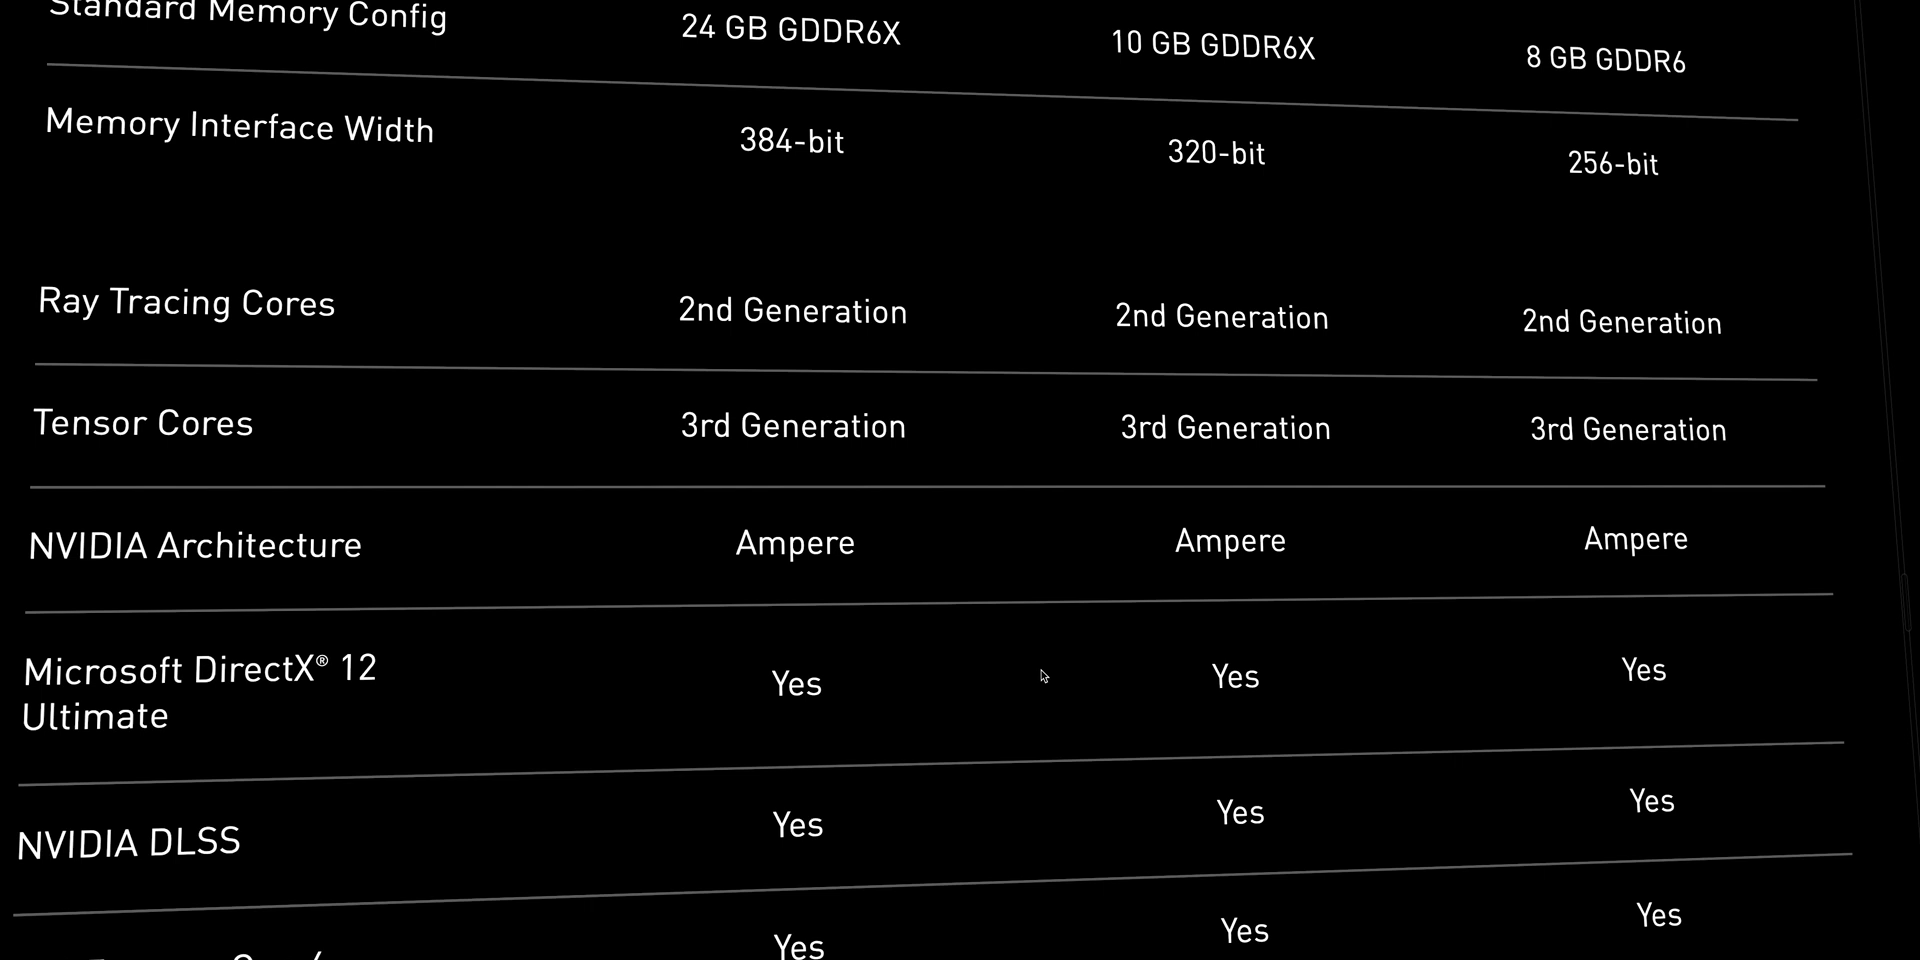 Standard Memory Config 24 GB GDDR6X 10 GB GDDR6X 8 GB GDDR6
Memory Interface Width 384-bit 320-bit 256-bit
Ray Tracing Cores 2nd Generation 2nd Generation 2nd Generation
Tensor Cores 3rd Generation 3rd Generation 3rd Generation
NVIDIA Architecture Ampere Ampere Ampere
Microsoft DirectX® 12
Ultimate Yes Yes Yes
NVIDIA DLSS Yes Yes Yes
Yes Yes Yes